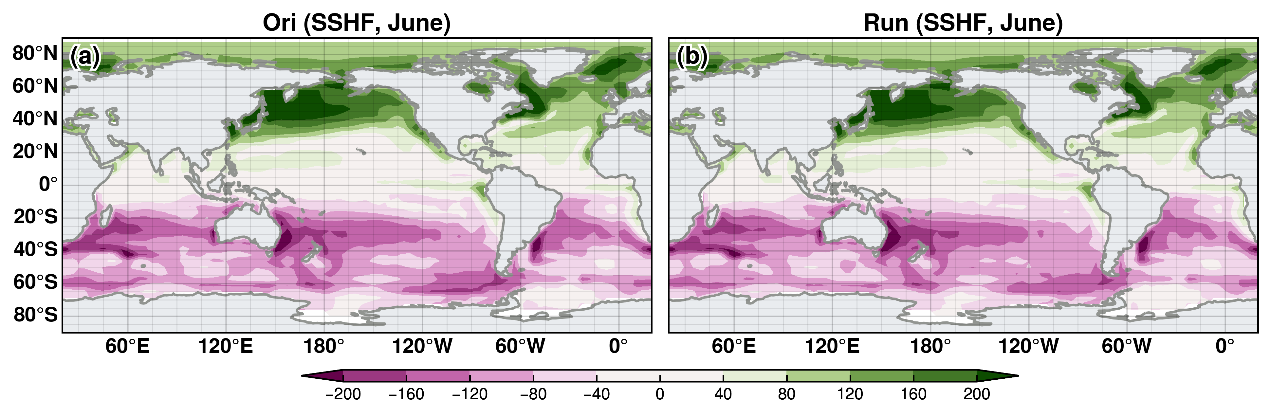 Ori (SSHF, June)
Run (SSHF, June)
(a)
(b)
80°N
60°N
40°N
20°N
0°
20°S
40°S
60°S
80°S
60°E 120°E 180° 120°W 60°W 0°
60°E 120°E 180° 120°W 60°W 0°
−200 −160 −120 −80 −40 0 40 80 120 160 200